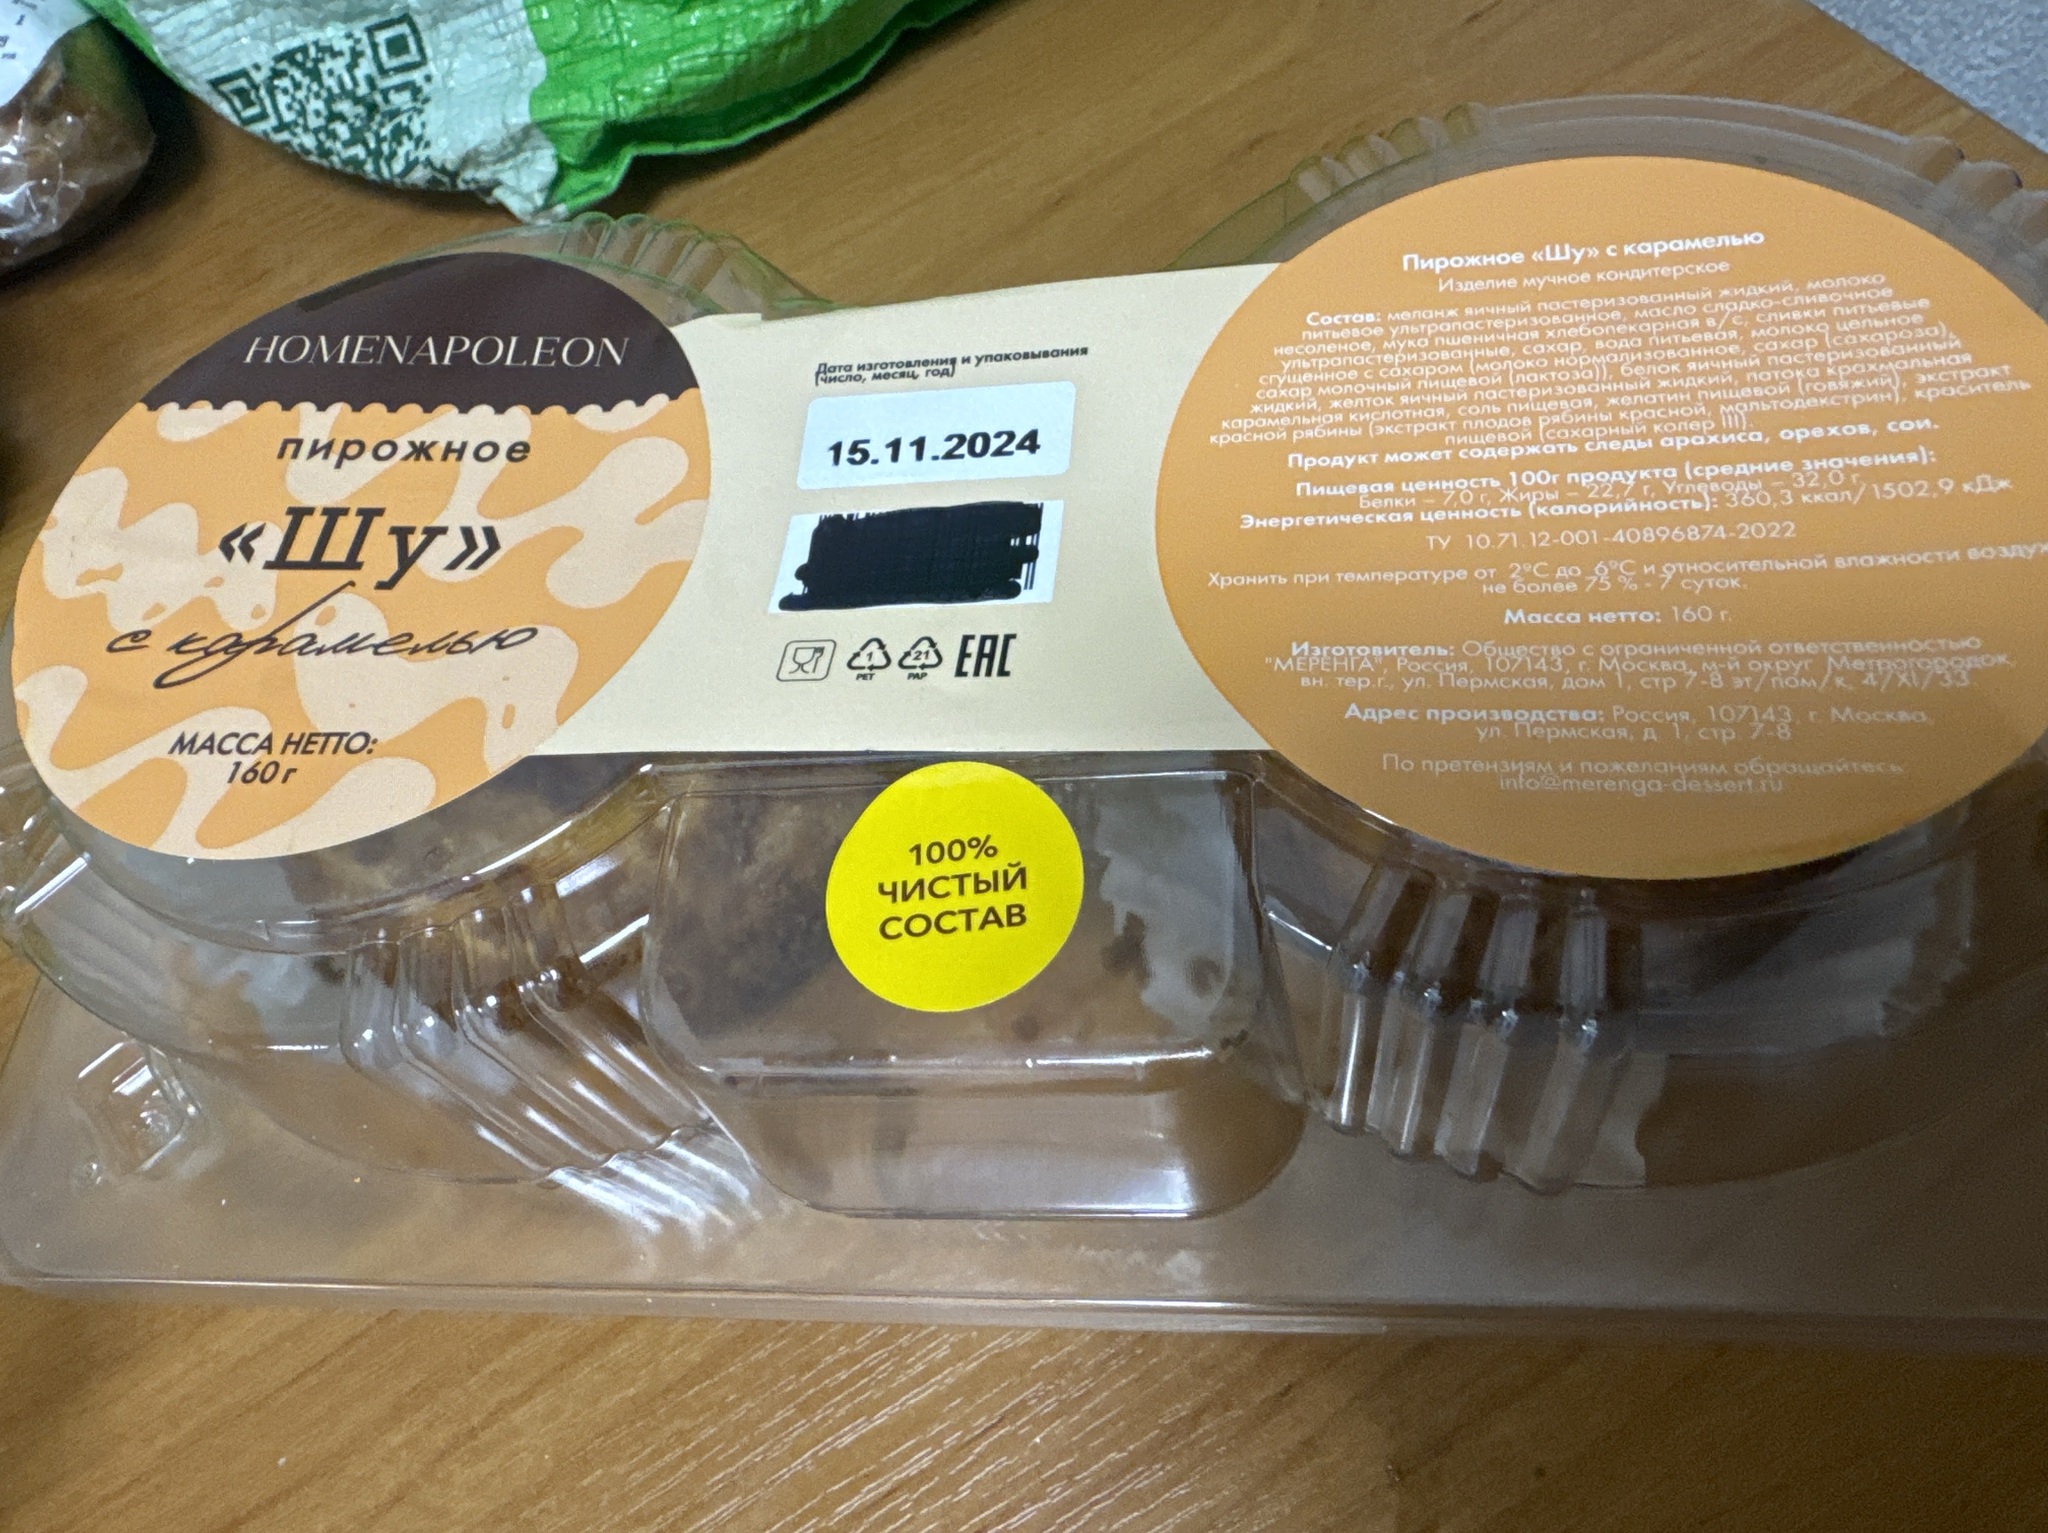 HOMENAPOLEON
пирожное
«Шу»
с карамелью
МАССА НЕТТО:
160 г
Дата изготовления и упаковывания
(число, месяц, год)
15.11.2024
1
PET
21
PAP
EAC
100%
ЧИСТЫЙ
СОСТАВ
Пирожное «Шу» с карамелью
Изделие мучное кондитерское
Состав: меланж яичный пастеризованный жидкий, молоко
питьевое ультрапастеризованное, масло сладко-сливочное
несоленое, мука пшеничная хлебопекарная в/с, сливки питьевые
ультрапастеризованные, сахар, вода питьевая, молоко цельное
сгущенное с сахаром (молоко нормализованное, сахар (сахароза),
сахар молочный пищевой (лактоза)), белок яичный пастеризованный
жидкий, желток яичный пастеризованный жидкий, патока крахмальная
карамельная кислотная, соль пищевая, желатин пищевой (говяжий), экстракт
красной рябины (экстракт плодов рябины красной, мальтодекстрин), краситель
пищевой (сахарный колер III).
Продукт может содержать следы арахиса, орехов, сои.
Пищевая ценность 100г продукта (средние значения):
Белки – 7,0 г, Жиры – 22,7 г, Углеводы – 32,0 г,
Энергетическая ценность (калорийность): 360,3 ккал/1502,9 кДж
ТУ 10.71.12-001-40896874-2022
Хранить при температуре от 2°С до 6°С и относительной влажности воздуха
не более 75 % - 7 суток.
Масса нетто: 160 г.
Изготовитель: Общество с ограниченной ответственностью
"МЕРЕНГА", Россия, 107143, г. Москва, м-й округ Метрогородок,
вн. тер.г., ул. Пермская, дом 1, стр 7-8 эт/пом/к. 4/XI/33
Адрес производства: Россия, 107143, г. Москва,
ул. Пермская, д 1, стр. 7-8
По претензиям и пожеланиям обращайтесь
info@merenga-dessert.ru